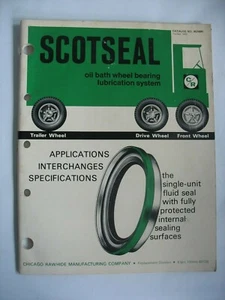 SCOTSEAL
oil bath wheel bearing
lubrication system
CR
Trailer Wheel
Drive Wheel
Front Wheel
APPLICATIONS
INTERCHANGES
SPECIFICATIONS
the
single-unit
fluid seal
with fully
protected
internal
sealing
surfaces
CHICAGO RAWHIDE MANUFACTURING COMPANY